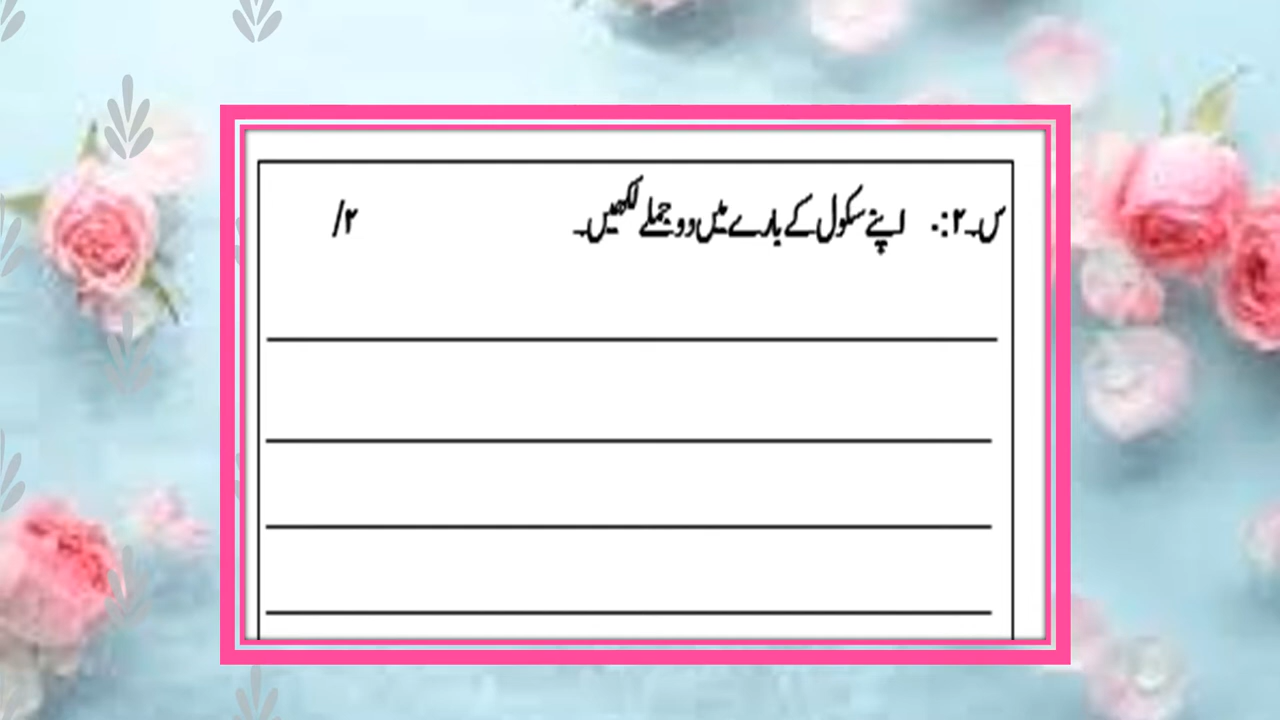 س۔۲:۔ اپنے سکول کے بارے میں دو جملے لکھیں۔ /۲